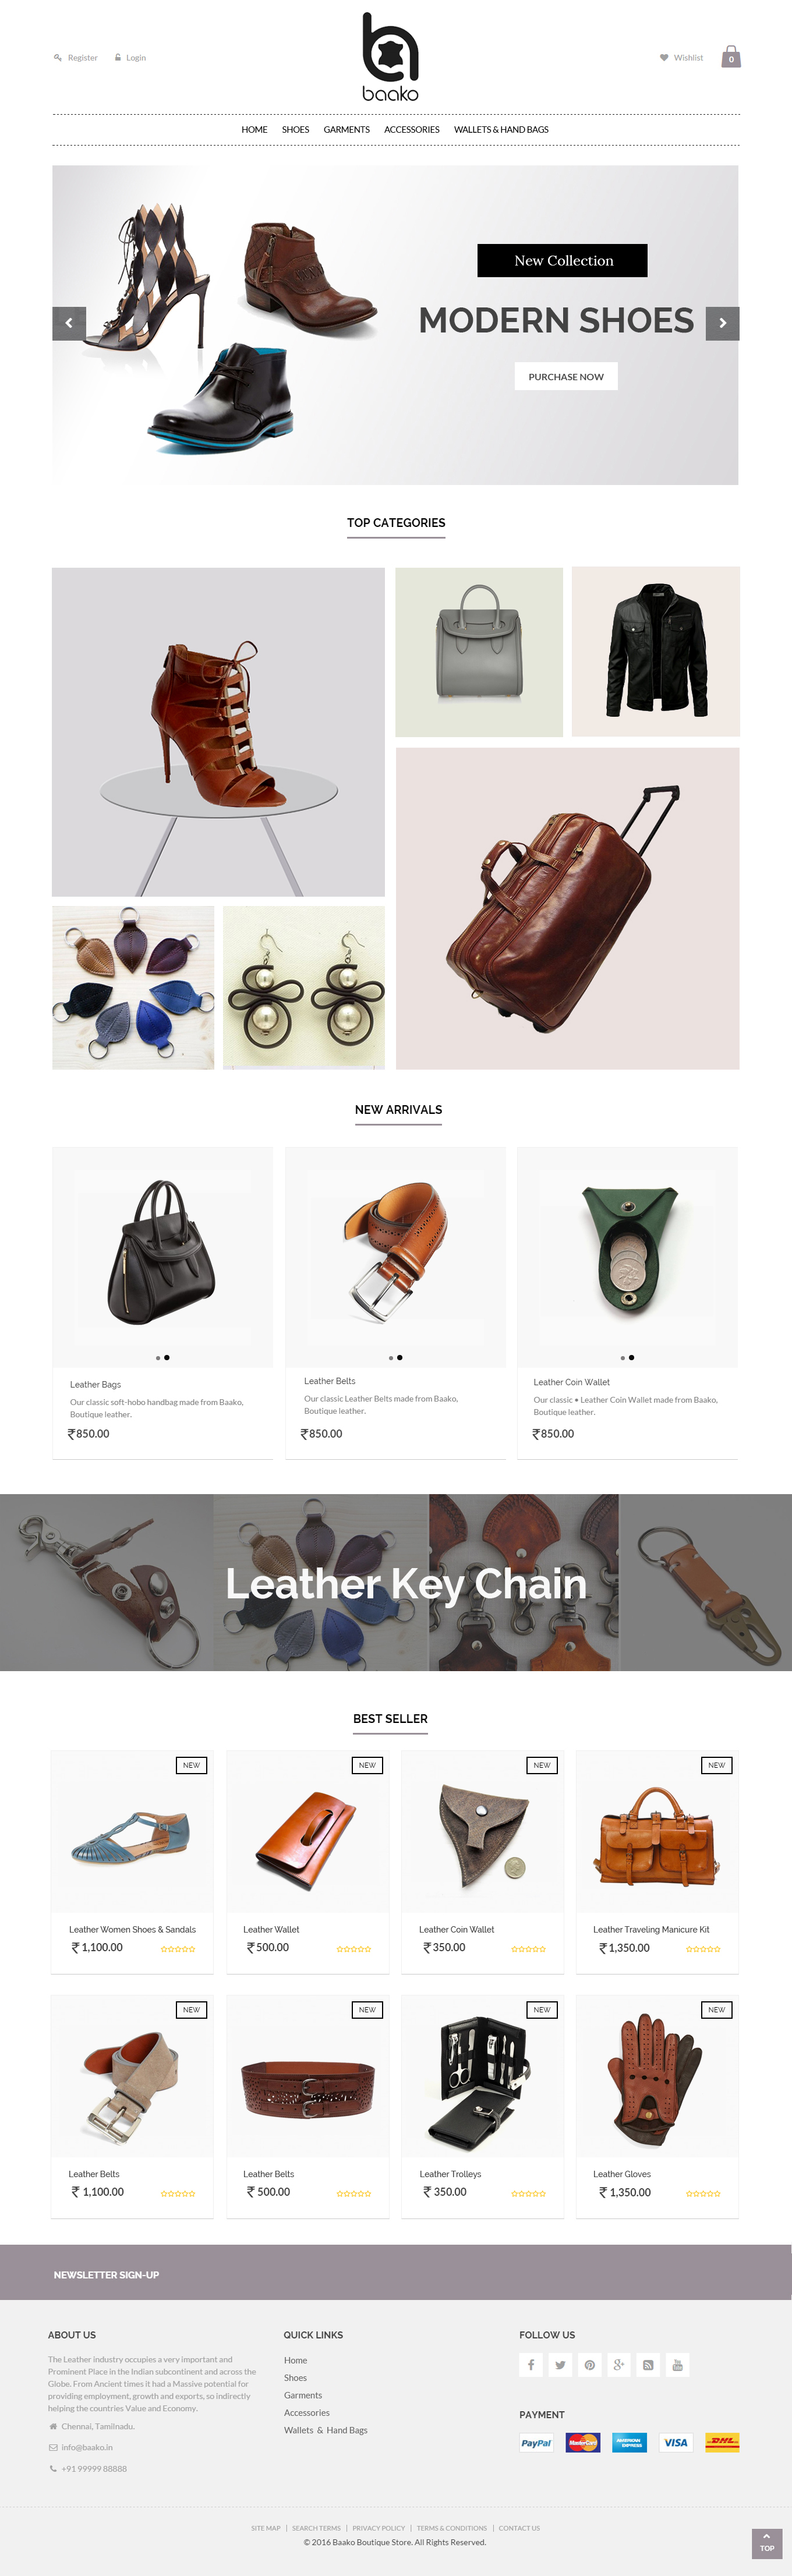 Register
Login
baako
Wishlist
0
HOME SHOES GARMENTS ACCESSORIES WALLETS & HAND BAGS
New Collection
MODERN SHOES
PURCHASE NOW
TOP CATEGORIES
NEW ARRIVALS
Leather Bags
Our classic soft-hobo handbag made from Baako,
Boutique leather.
₹850.00
Leather Belts
Our classic Leather Belts made from Baako,
Boutique leather.
₹850.00
Leather Coin Wallet
Our classic • Leather Coin Wallet made from Baako,
Boutique leather.
₹850.00
Leather Key Chain
BEST SELLER
NEW
Leather Women Shoes & Sandals
₹ 1,100.00
NEW
Leather Wallet
₹500.00
NEW
Leather Coin Wallet
₹350.00
NEW
Leather Traveling Manicure Kit
₹1,350.00
NEW
Leather Belts
₹ 1,100.00
NEW
Leather Belts
₹ 500.00
NEW
Leather Trolleys
₹ 350.00
NEW
Leather Gloves
₹ 1,350.00
NEWSLETTER SIGN-UP
ABOUT US
The Leather industry occupies a very important and
Prominent Place in the Indian subcontinent and across the
Globe. From Ancient times it had a Massive potential for
providing employment, growth and exports, so indirectly
helping the countries Value and Economy.
Chennai, Tamilnadu.
info@baako.in
+91 99999 88888
QUICK LINKS
Home
Shoes
Garments
Accessories
Wallets & Hand Bags
FOLLOW US
You Tube
PAYMENT
PayPal
MasterCard
AMERICAN EXPRESS
VISA
DHL
SITE MAP | SEARCH TERMS | PRIVACY POLICY | TERMS & CONDITIONS | CONTACT US
© 2016 Baako Boutique Store. All Rights Reserved.
TOP